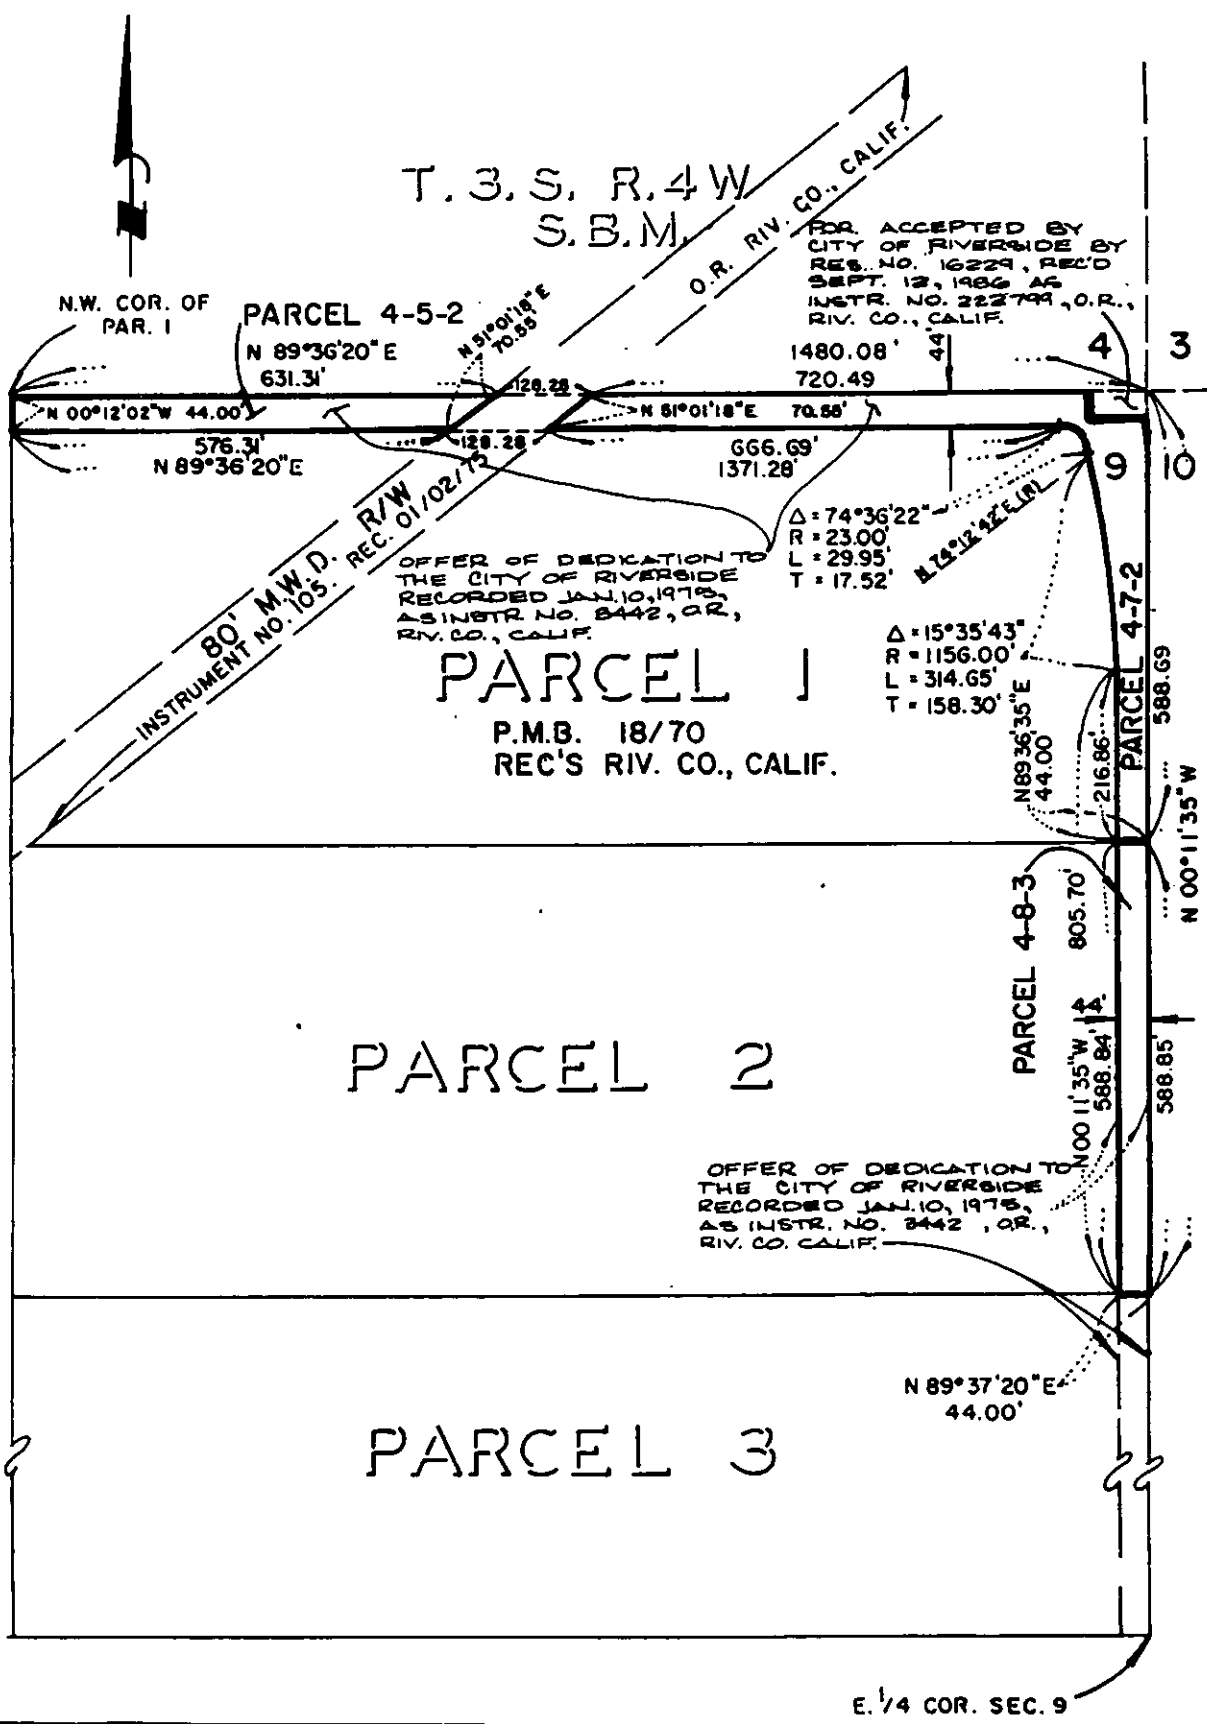 T. 3. S. R. 4 W
S. B. M.
O.R. RIV. CO., CALIF.
POR. ACCEPTED BY
CITY OF RIVERSIDE BY
RES. NO. 16229, REC'D
SEPT. 12, 1986 AS
INSTR. NO. 222799, O.R.,
RIV. CO., CALIF.
N.W. COR. OF
PAR. 1
PARCEL 4-5-2
N 89°36'20" E
631.31'
N 51°01'18" E
70.55'
1480.08'
720.49
44'
4
3
128.28
N 00°12'02" W 44.00'
N 51°01'18" E 70.55'
576.31'
N 89°36'20" E
128.28
666.69'
1371.28'
9
10
80' M.W.D. R/W
INSTRUMENT NO. 105. REC. 01/02/75
OFFER OF DEDICATION TO
THE CITY OF RIVERSIDE
RECORDED JAN. 10, 1975,
AS INSTR. NO. 3442, O.R.,
RIV. CO., CALIF.
Δ = 74°36'22"
R = 23.00'
L = 29.95'
T = 17.52'
N 74°12'42" E (R)
Δ = 15°35'43"
R = 1156.00'
L = 314.65'
T = 158.30'
PARCEL 4-7-2
588.69
PARCEL 1
P.M.B. 18/70
REC'S RIV. CO., CALIF.
N89 36'35" E
44.00
216.86'
N 00°11'35" W
PARCEL 4-8-3
805.70'
44'
PARCEL 2
N00 11'35" W
588.84'
588.85'
OFFER OF DEDICATION TO
THE CITY OF RIVERSIDE
RECORDED JAN. 10, 1975,
AS INSTR. NO. 3442, O.R.,
RIV. CO. CALIF.
N 89°37'20" E
44.00'
PARCEL 3
E. 1/4 COR. SEC. 9